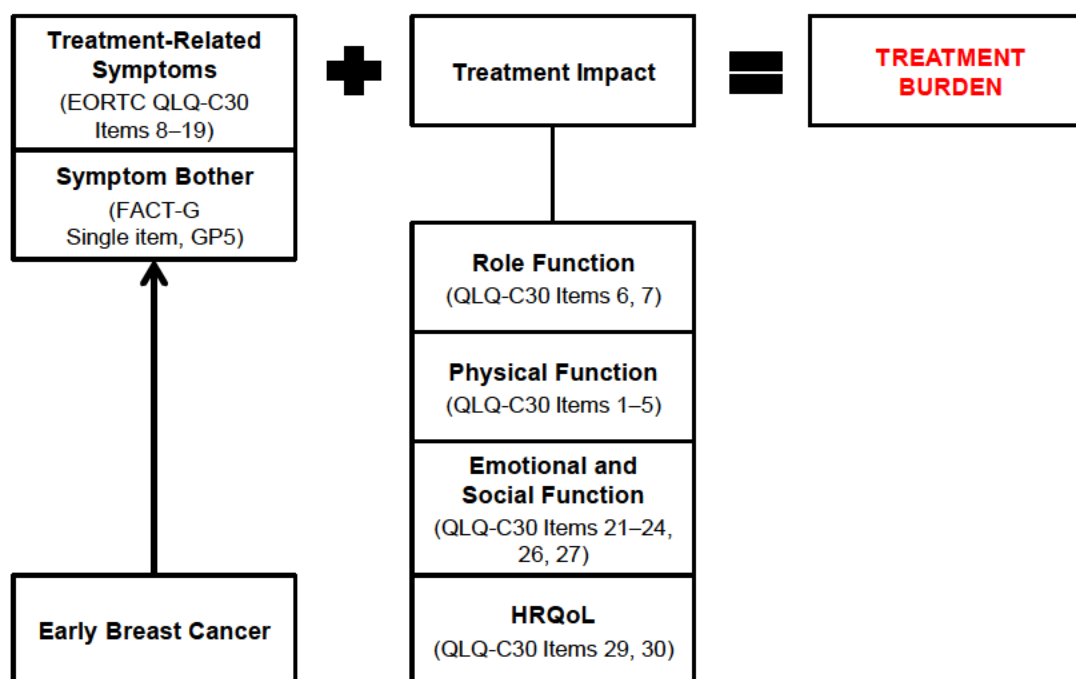 Treatment-Related
Symptoms
(EORTC QLQ-C30
Items 8–19)
Symptom Bother
(FACT-G
Single item, GP5)
Early Breast Cancer
Treatment Impact
Role Function
(QLQ-C30 Items 6, 7)
Physical Function
(QLQ-C30 Items 1–5)
Emotional and
Social Function
(QLQ-C30 Items 21–24,
26, 27)
HRQoL
(QLQ-C30 Items 29, 30)
TREATMENT
BURDEN